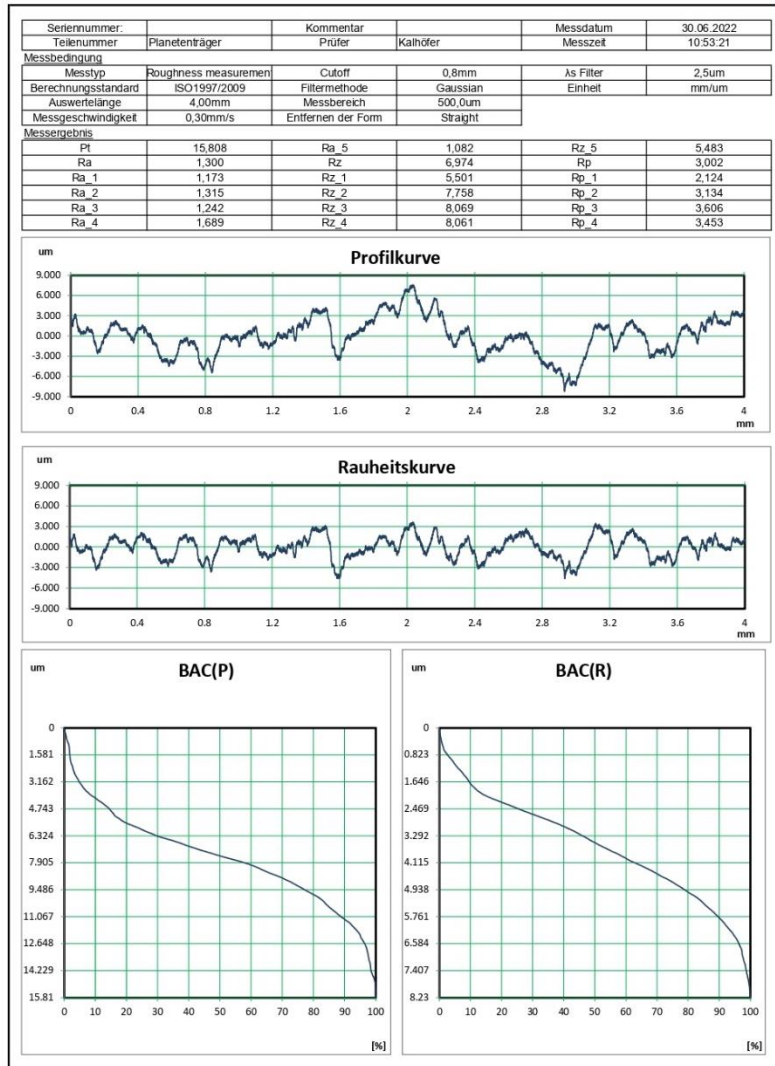 Seriennummer: Kommentar Messdatum 30.06.2022
Teilenummer Planetenträger Prüfer Kalhöfer Messzeit 10:53:21
Messbedingung
Messtyp Roughness measuremen Cutoff 0,8mm λs Filter 2,5um
Berechnungsstandard ISO1997/2009 Filtermethode Gaussian Einheit mm/um
Auswertelänge 4,00mm Messbereich 500,0um
Messgeschwindigkeit 0,30mm/s Entfernen der Form Straight
Messergebnis
Pt 15,808 Ra_5 1,082 Rz_5 5,483
Ra 1,300 Rz 6,974 Rp 3,002
Ra_1 1,173 Rz_1 5,501 Rp_1 2,124
Ra_2 1,315 Rz_2 7,758 Rp_2 3,134
Ra_3 1,242 Rz_3 8,069 Rp_3 3,606
Ra_4 1,689 Rz_4 8,061 Rp_4 3,453
um
Profilkurve
9.000
6.000
3.000
0.000
-3.000
-6.000
-9.000
0 0.4 0.8 1.2 1.6 2 2.4 2.8 3.2 3.6 4
mm
um
Rauheitskurve
9.000
6.000
3.000
0.000
-3.000
-6.000
-9.000
0 0.4 0.8 1.2 1.6 2 2.4 2.8 3.2 3.6 4
mm
um
BAC(P)
0
1.581
3.162
4.743
6.324
7.905
9.486
11.067
12.648
14.229
15.81
0 10 20 30 40 50 60 70 80 90 100
[%]
um
BAC(R)
0
0.823
1.646
2.469
3.292
4.115
4.938
5.761
6.584
7.407
8.23
0 10 20 30 40 50 60 70 80 90 100
[%]